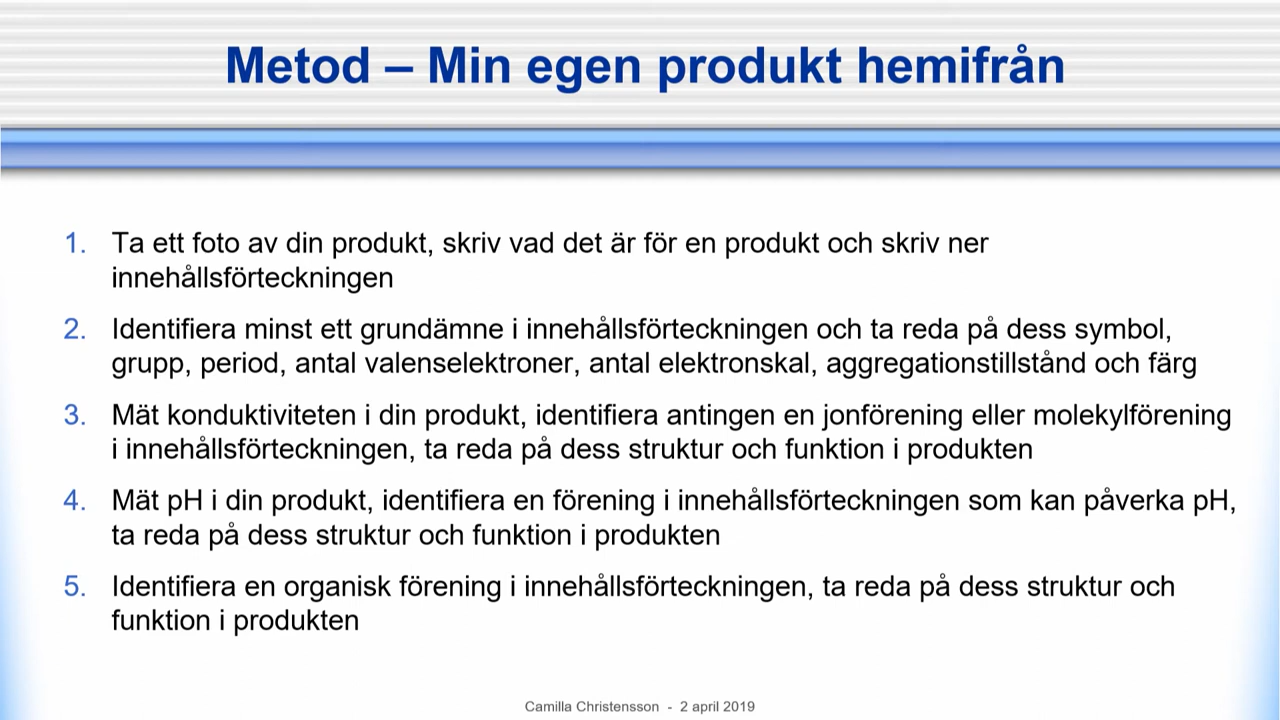 Metod – Min egen produkt hemifrån
1. Ta ett foto av din produkt, skriv vad det är för en produkt och skriv ner
innehållsförteckningen
2. Identifiera minst ett grundämne i innehållsförteckningen och ta reda på dess symbol,
grupp, period, antal valenselektroner, antal elektronskal, aggregationstillstånd och färg
3. Mät konduktiviteten i din produkt, identifiera antingen en jonförening eller molekylförening
i innehållsförteckningen, ta reda på dess struktur och funktion i produkten
4. Mät pH i din produkt, identifiera en förening i innehållsförteckningen som kan påverka pH,
ta reda på dess struktur och funktion i produkten
5. Identifiera en organisk förening i innehållsförteckningen, ta reda på dess struktur och
funktion i produkten
Camilla Christensson - 2 april 2019